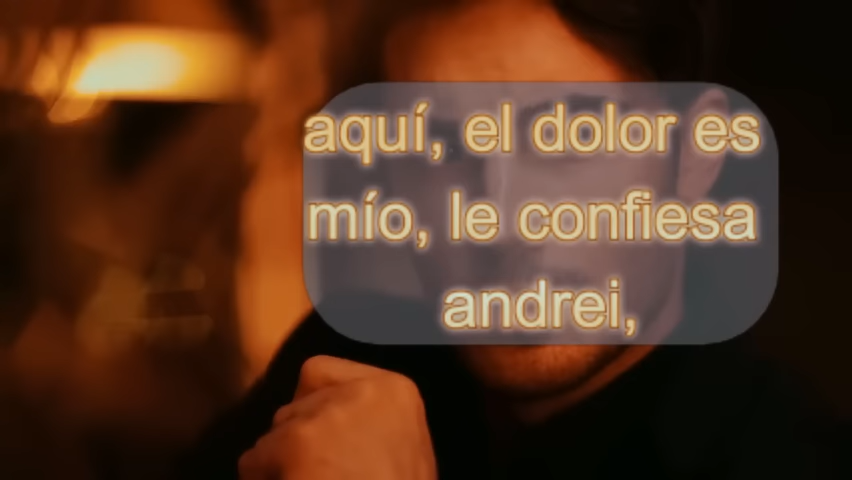 aquí, el dolor es
mío, le confiesa
andrei,